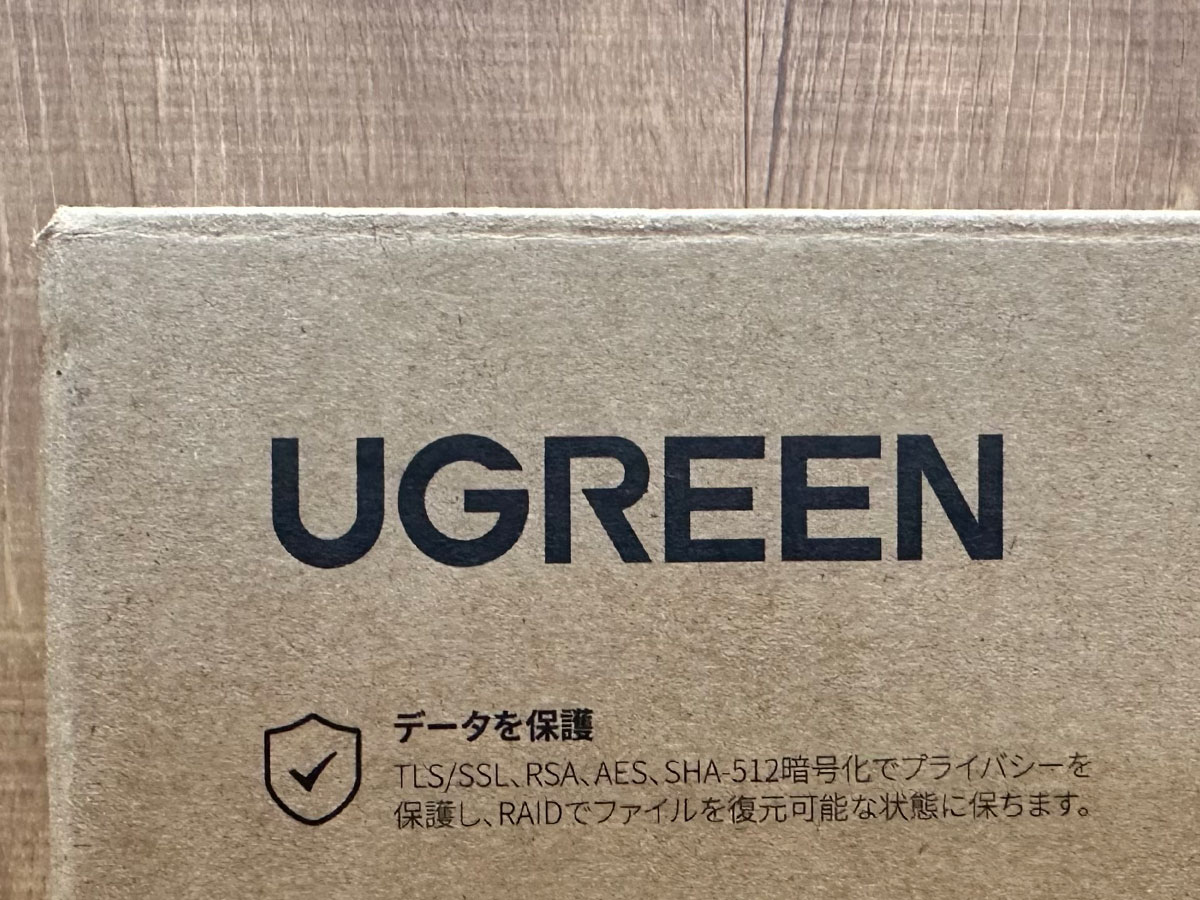 UGREEN
データを保護
TLS/SSL、RSA、AES、SHA-512暗号化でプライバシーを
保護し、RAIDでファイルを復元可能な状態に保ちます。